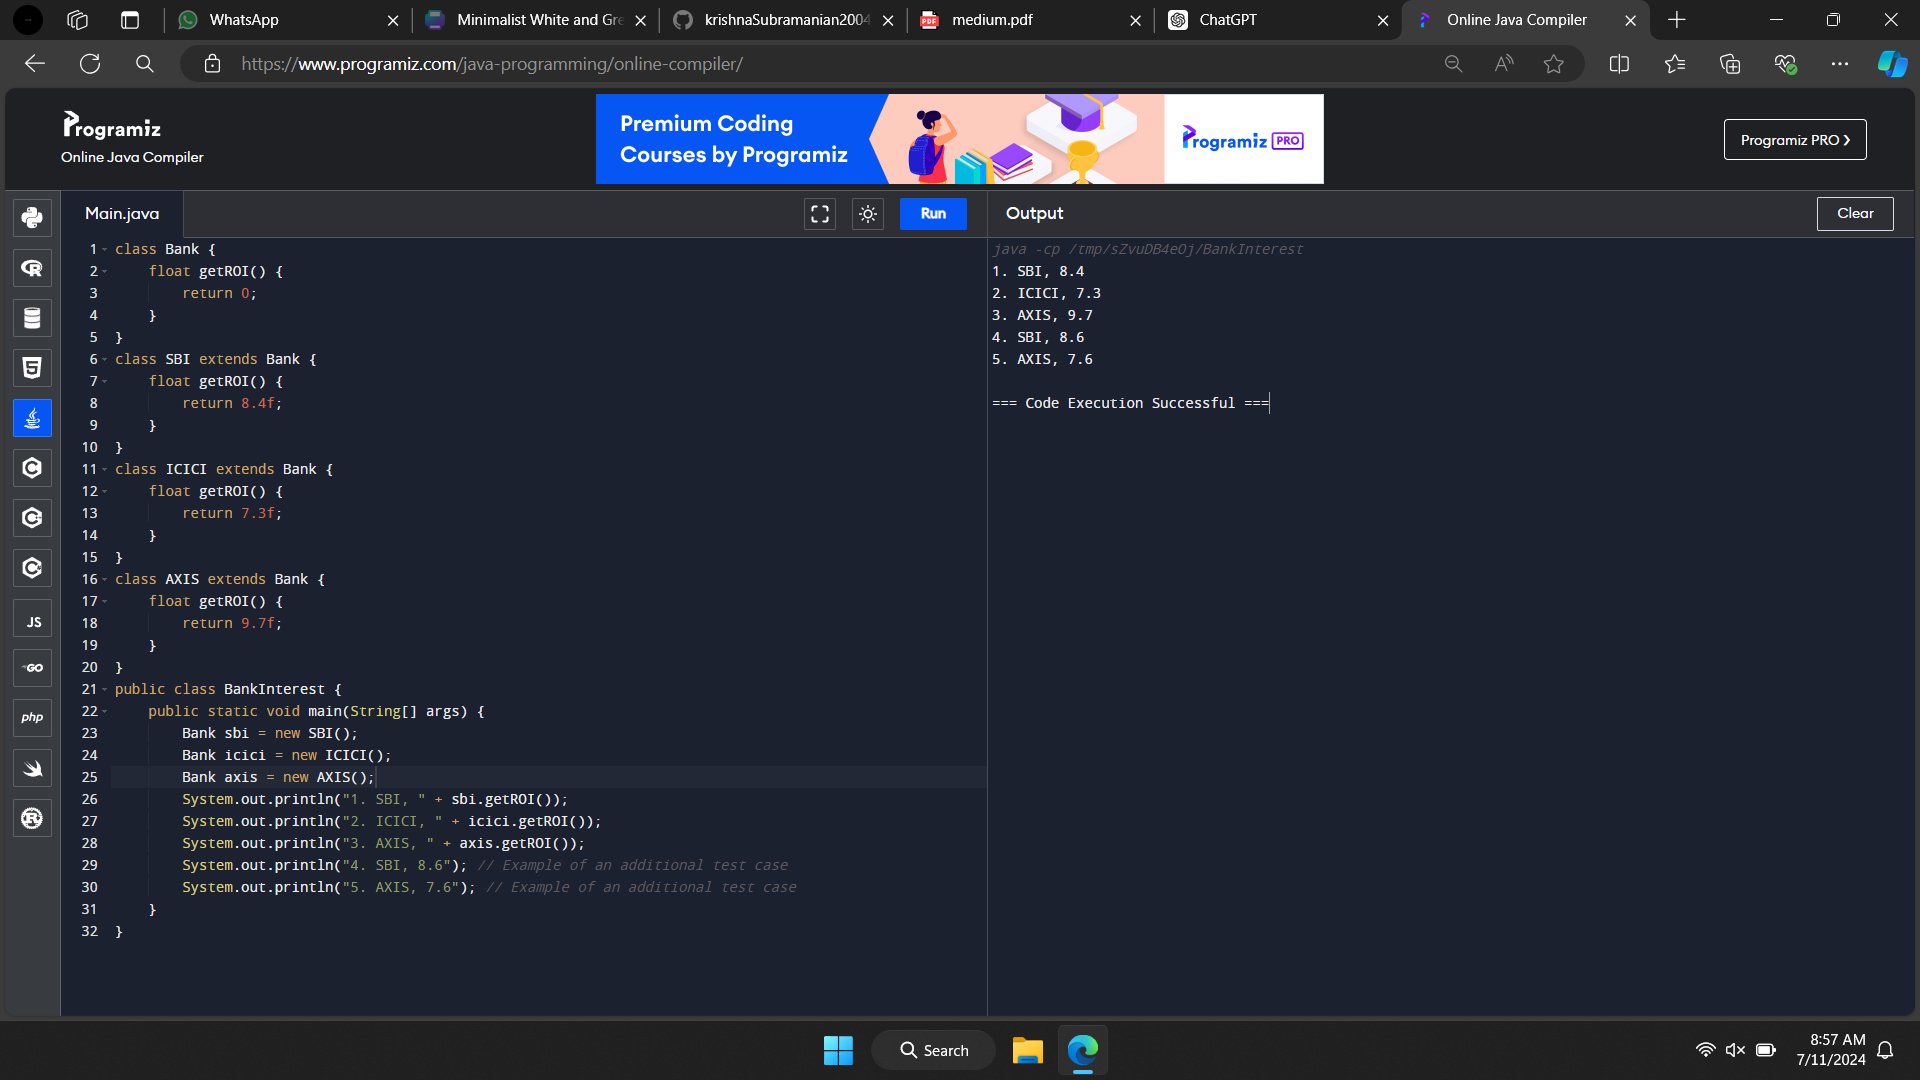 WhatsApp
Minimalist White and Gre
krishnaSubramanian2004
medium.pdf
ChatGPT
Online Java Compiler
https://www.programiz.com/java-programming/online-compiler/
Programiz
Online Java Compiler
Premium Coding
Courses by Programiz
Programiz PRO
Programiz PRO ❯
Main.java
Run
Output
Clear
1 class Bank {
2     float getROI() {
3         return 0;
4     }
5 }
6 class SBI extends Bank {
7     float getROI() {
8         return 8.4f;
9     }
10 }
11 class ICICI extends Bank {
12     float getROI() {
13         return 7.3f;
14     }
15 }
16 class AXIS extends Bank {
17     float getROI() {
18         return 9.7f;
19     }
20 }
21 public class BankInterest {
22     public static void main(String[] args) {
23         Bank sbi = new SBI();
24         Bank icici = new ICICI();
25         Bank axis = new AXIS();
26         System.out.println("1. SBI, " + sbi.getROI());
27         System.out.println("2. ICICI, " + icici.getROI());
28         System.out.println("3. AXIS, " + axis.getROI());
29         System.out.println("4. SBI, 8.6"); // Example of an additional test case
30         System.out.println("5. AXIS, 7.6"); // Example of an additional test case
31     }
32 }
java -cp /tmp/sZvuDB4eOj/BankInterest
1. SBI, 8.4
2. ICICI, 7.3
3. AXIS, 9.7
4. SBI, 8.6
5. AXIS, 7.6
=== Code Execution Successful ===
JS
GO
php
Search
8:57 AM
7/11/2024